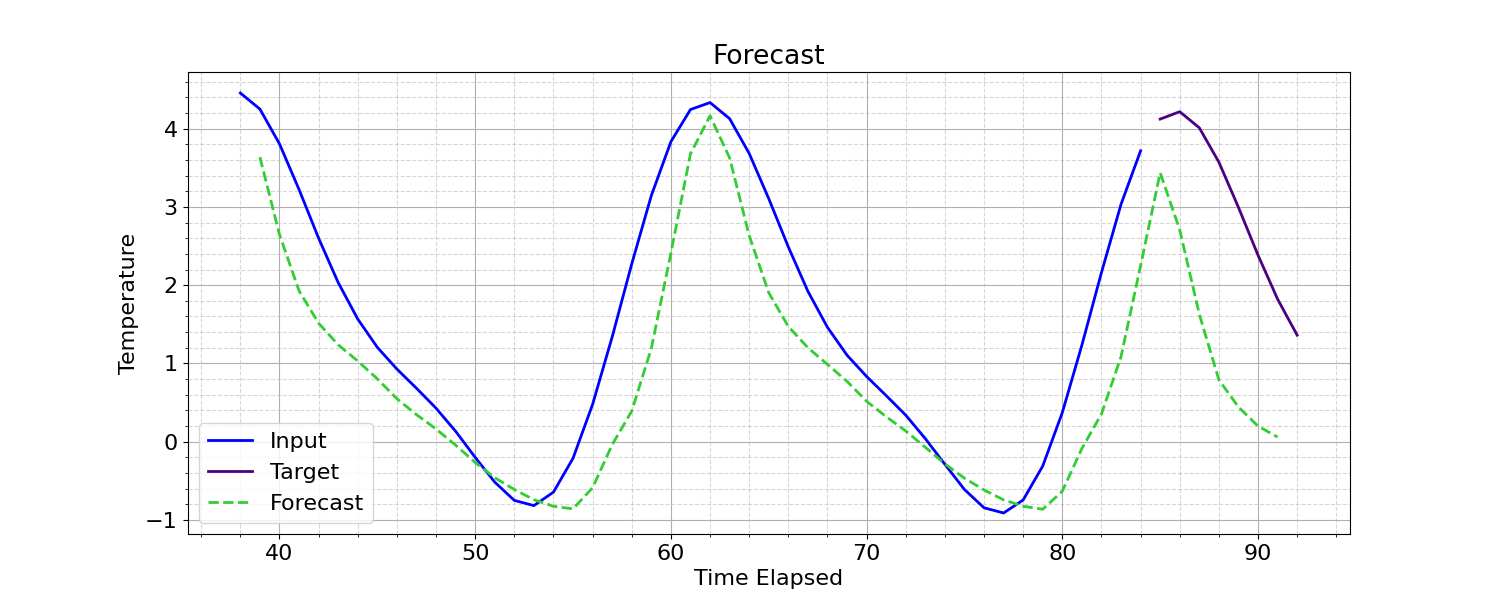 Forecast
Temperature
4
3
2
1
0
−1
Input
Target
Forecast
40 50 60 70 80 90
Time Elapsed